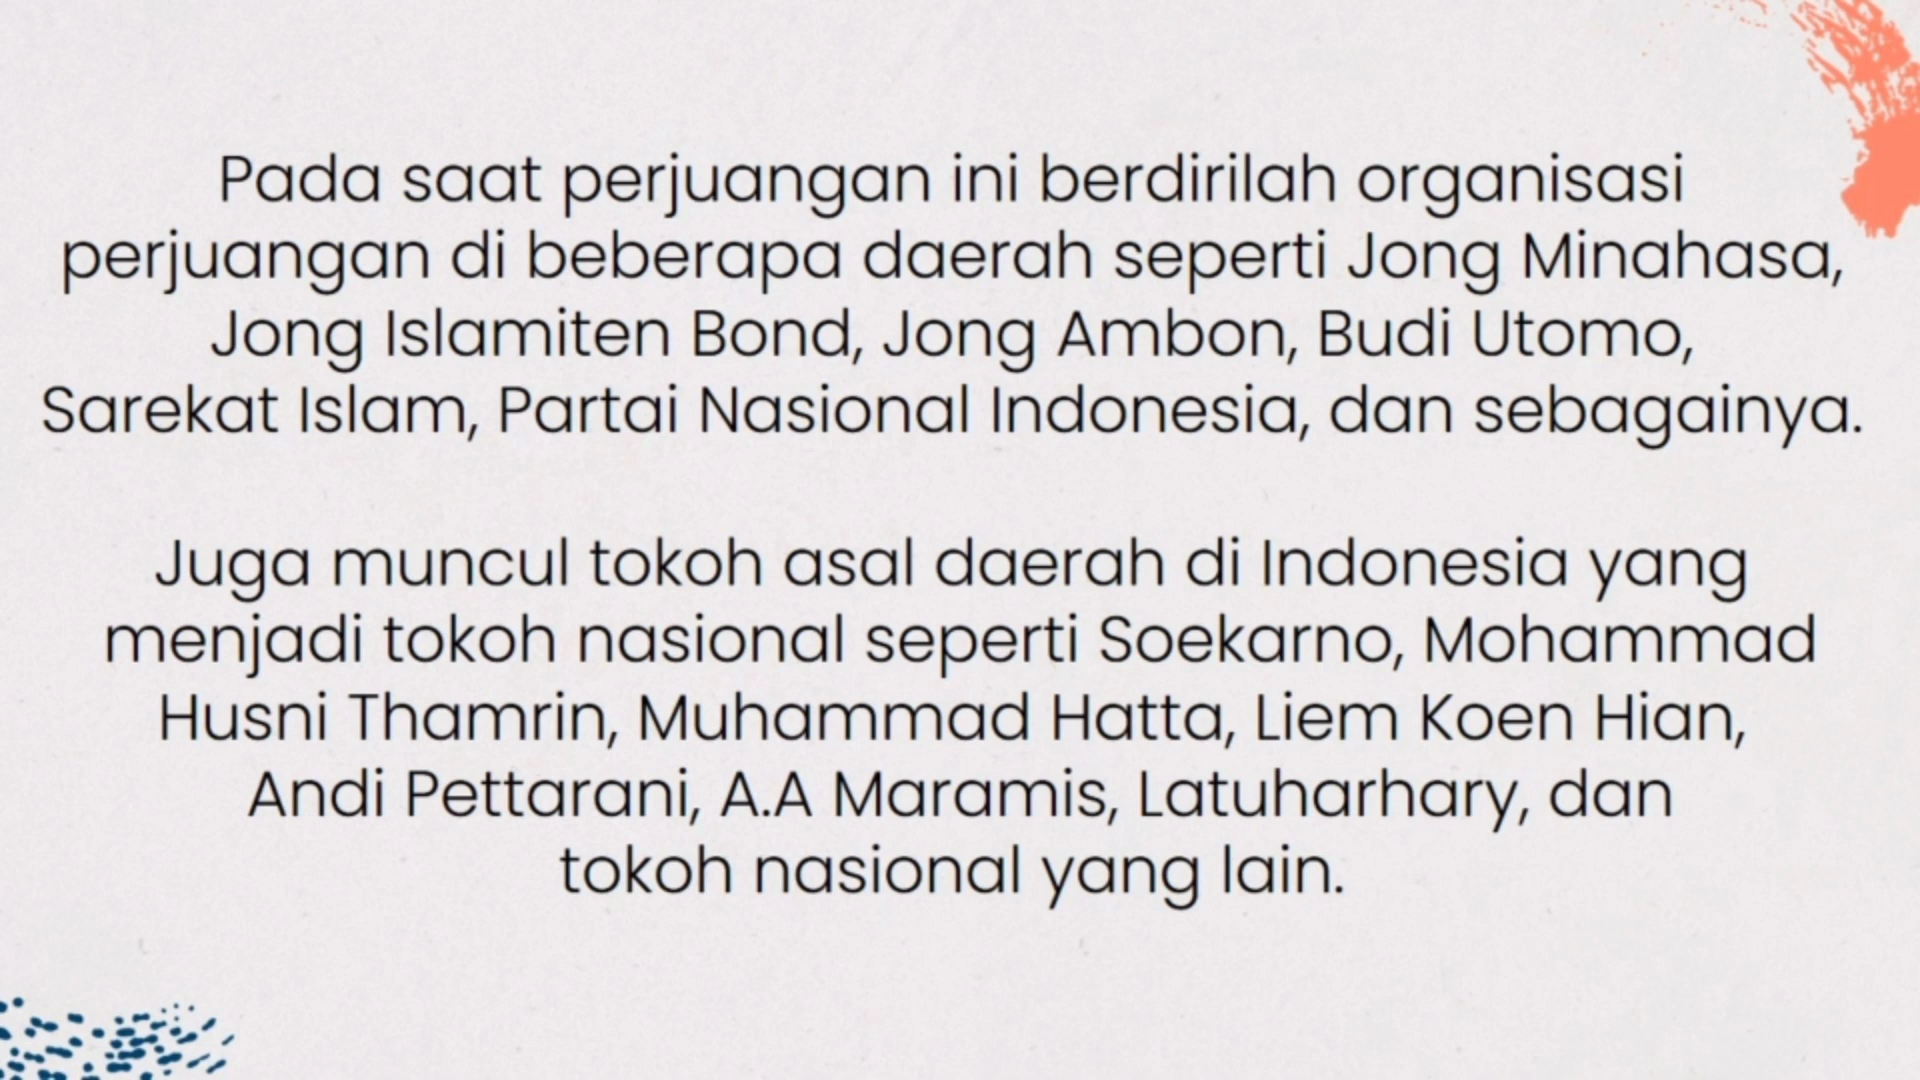 Pada saat perjuangan ini berdirilah organisasi
perjuangan di beberapa daerah seperti Jong Minahasa,
Jong Islamiten Bond, Jong Ambon, Budi Utomo,
Sarekat Islam, Partai Nasional Indonesia, dan sebagainya.
Juga muncul tokoh asal daerah di Indonesia yang
menjadi tokoh nasional seperti Soekarno, Mohammad
Husni Thamrin, Muhammad Hatta, Liem Koen Hian,
Andi Pettarani, A.A Maramis, Latuharhary, dan
tokoh nasional yang lain.